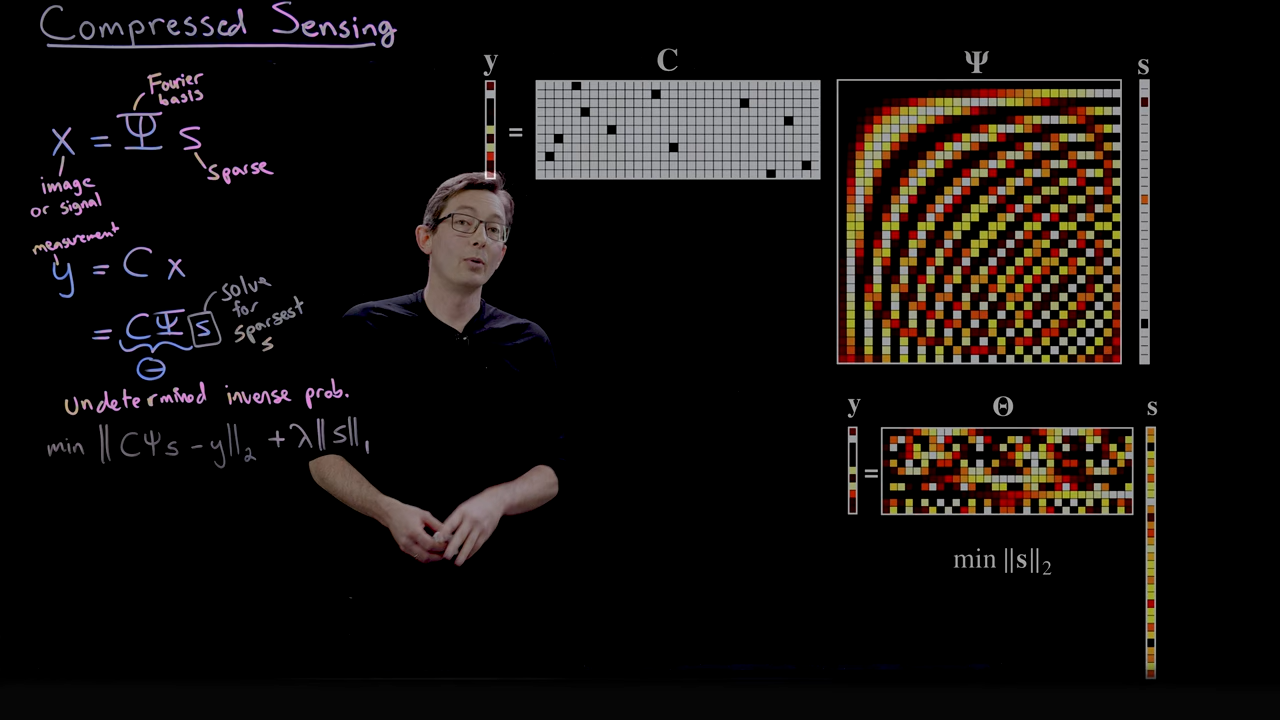 Compressed Sensing
Fourier
basis
x = Ψ s
sparse
image
or signal
measurement
y = C x
= CΨ s
solve
for
sparsest
s
Θ
Undetermined inverse prob.
min ‖CΨs - y‖₂ + λ‖s‖₁
y = C Ψ s
y = Θ s
min ‖s‖₂